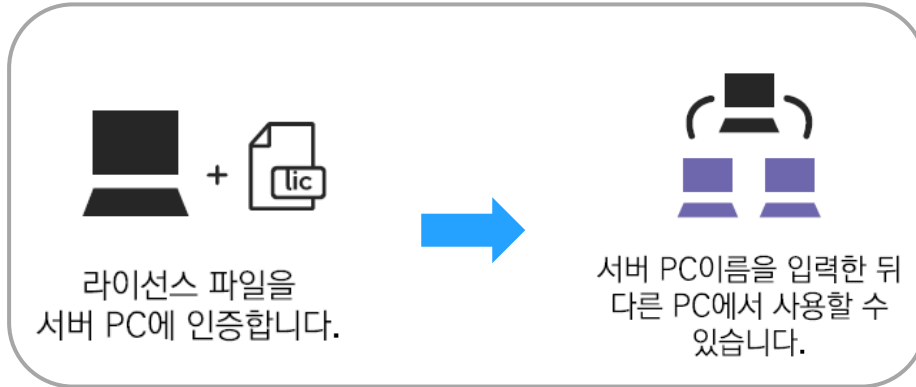 +
lic
라이선스 파일을
서버 PC에 인증합니다.
서버 PC이름을 입력한 뒤
다른 PC에서 사용할 수
있습니다.